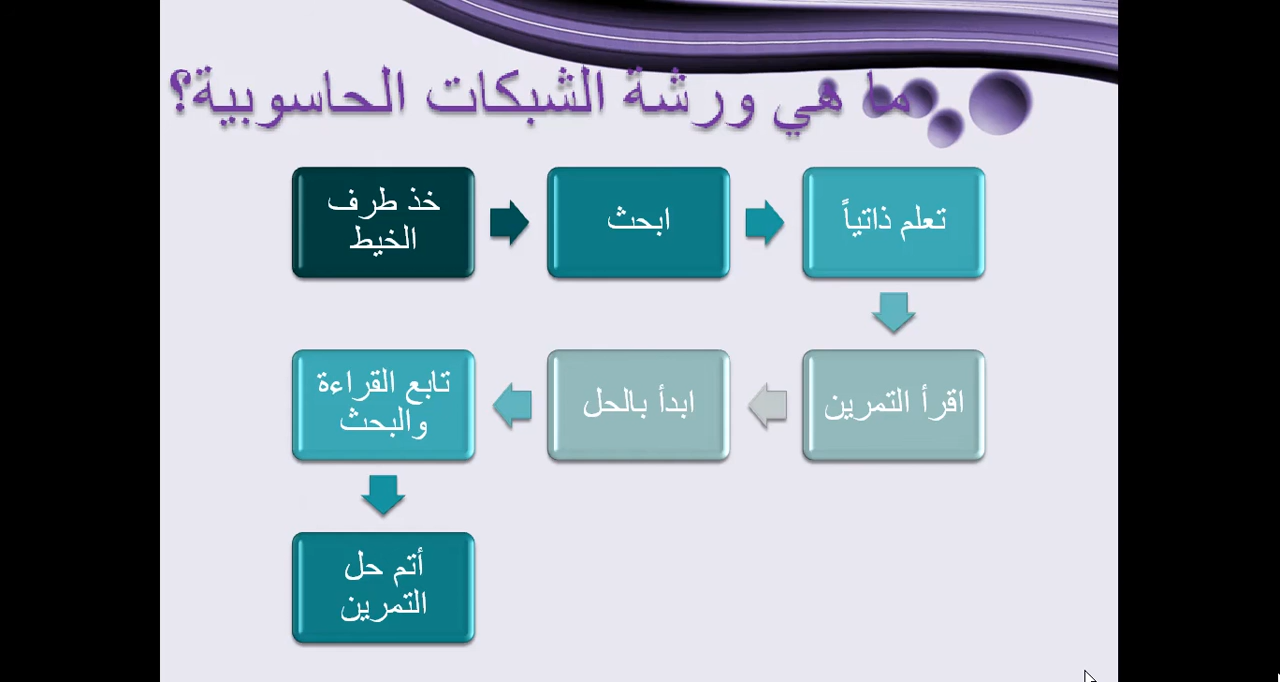 ما هي ورشة الشبكات الحاسوبية؟
خذ طرف
الخيط
ابحث
تعلم ذاتياً
اقرأ التمرين
ابدأ بالحل
تابع القراءة
والبحث
أتم حل
التمرين